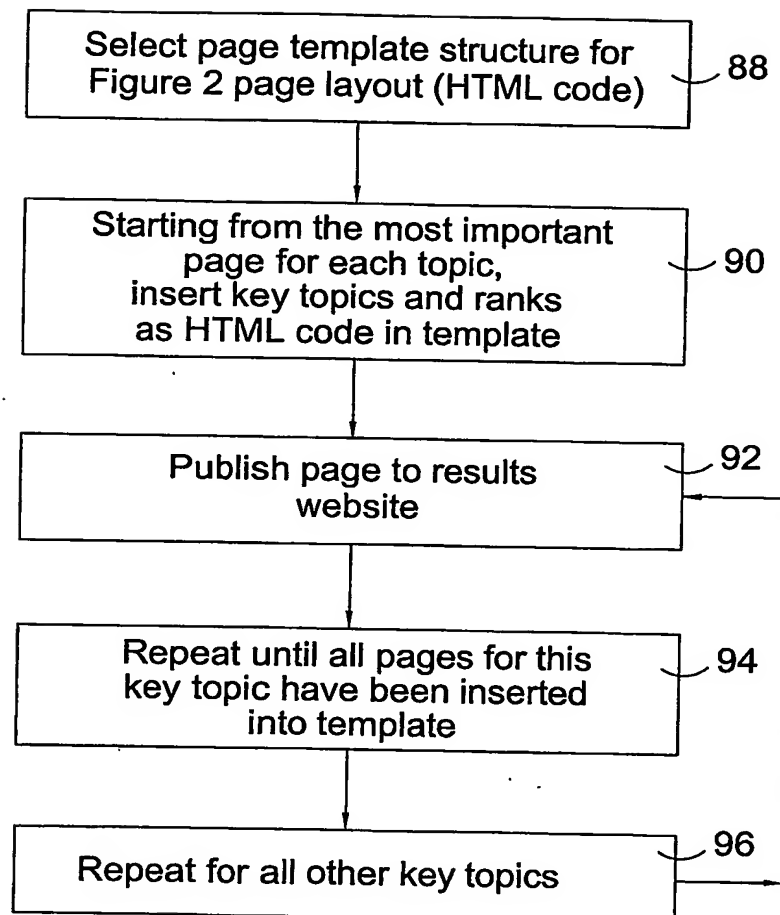 Select page template structure for
Figure 2 page layout (HTML code)
88
Starting from the most important
page for each topic,
insert key topics and ranks
as HTML code in template
90
Publish page to results
website
92
Repeat until all pages for this
key topic have been inserted
into template
94
Repeat for all other key topics
96